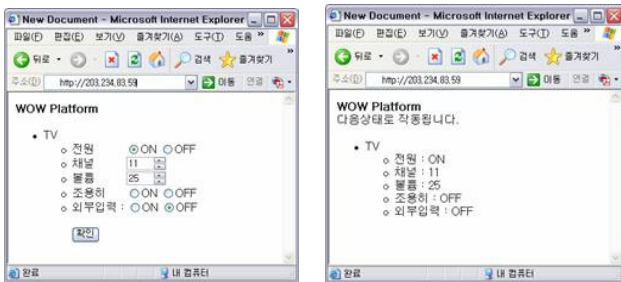 New Document - Microsoft Internet Explorer
파일(F) 편집(E) 보기(V) 즐겨찾기(A) 도구(T) 도움 »
뒤로 검색 즐겨찾기 »
주소(D) http://203,234,83,59 이동 연결 »
WOW Platform
• TV
전원 ON OFF
채널 11
볼륨 25
조용히 ON OFF
외부입력 : ON OFF
확인
완료 내 컴퓨터
New Document - Microsoft Internet Explorer
파일(F) 편집(E) 보기(V) 즐겨찾기(A) 도구(T) 도움 »
뒤로 검색 즐겨찾기 »
주소(D) http://203,234,83,59 이동 연결
WOW Platform
다음상태로 작동됩니다.
• TV
전원 : ON
채널 : 11
볼륨 : 25
조용히 : OFF
외부입력 : OFF
완료 내 컴퓨터